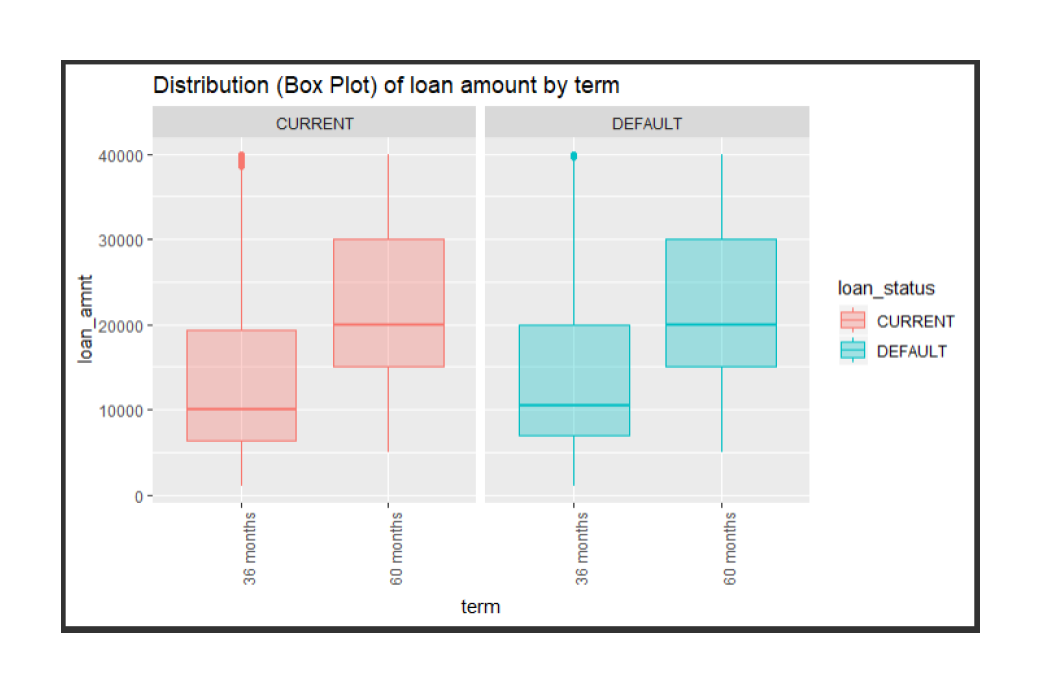 Distribution (Box Plot) of loan amount by term
CURRENT
DEFAULT
40000
30000
20000
10000
0
loan_amnt
36 months
60 months
36 months
60 months
term
loan_status
CURRENT
DEFAULT